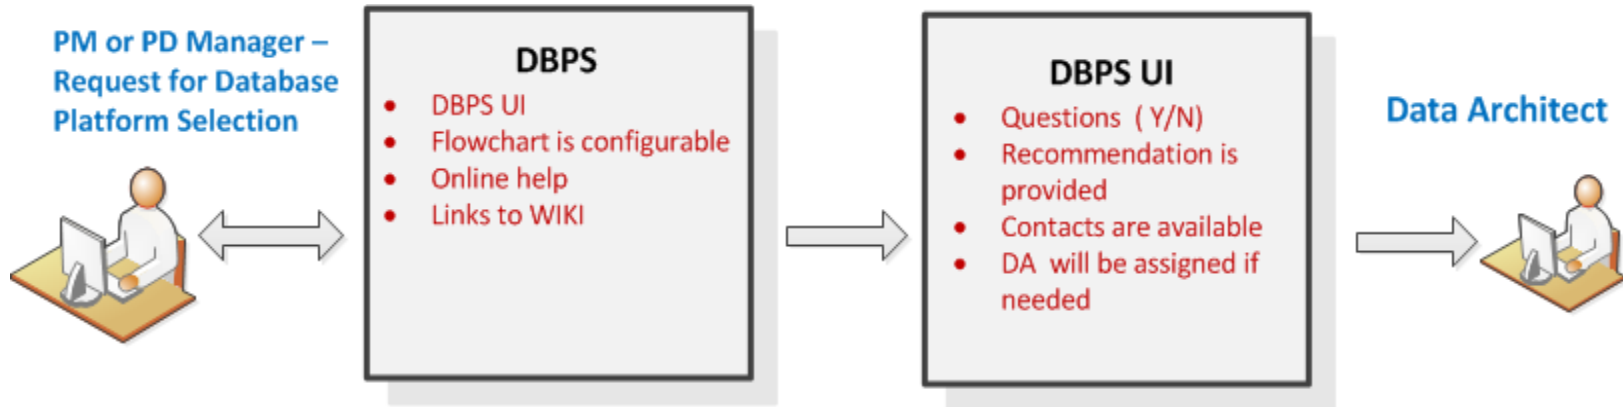 PM or PD Manager –
Request for Database
Platform Selection
DBPS
• DBPS UI
• Flowchart is configurable
• Online help
• Links to WIKI
DBPS UI
• Questions ( Y/N)
• Recommendation is
provided
• Contacts are available
• DA will be assigned if
needed
Data Architect